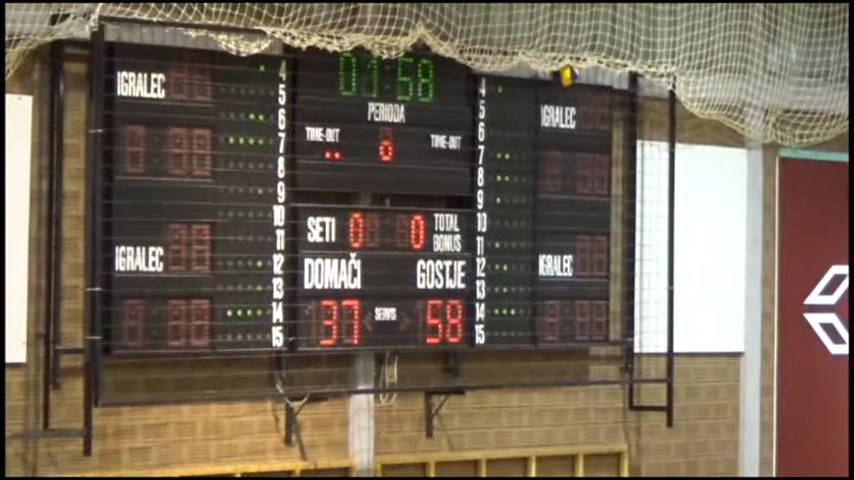 01:58
PERIODA
IGRALEC
IGRALEC
TIME-OUT
0
TIME-OUT
4
5
6
7
8
9
10
11
12
13
14
15
4
5
6
7
8
9
10
11
12
13
14
15
SETI 0 0 TOTAL
BONUS
DOMAČI GOSTJE
IGRALEC
IGRALEC
37 SERVIS 58